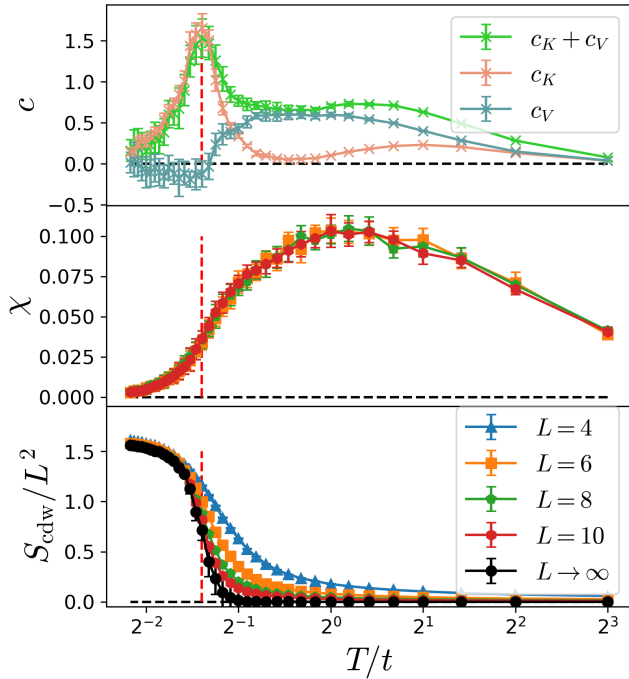 1.5
1.0
0.5
0.0
−0.5
c
c_K + c_V
c_K
c_V
0.100
0.075
0.050
0.025
0.000
χ
1.5
1.0
0.5
0.0
S_cdw/L^2
L = 4
L = 6
L = 8
L = 10
L → ∞
2^−2
2^−1
2^0
2^1
2^2
2^3
T/t